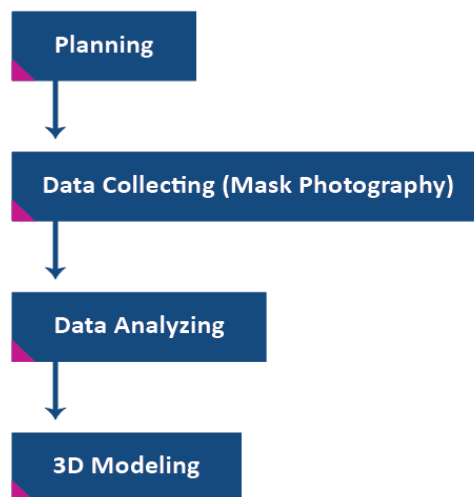 Planning
Data Collecting (Mask Photography)
Data Analyzing
3D Modeling